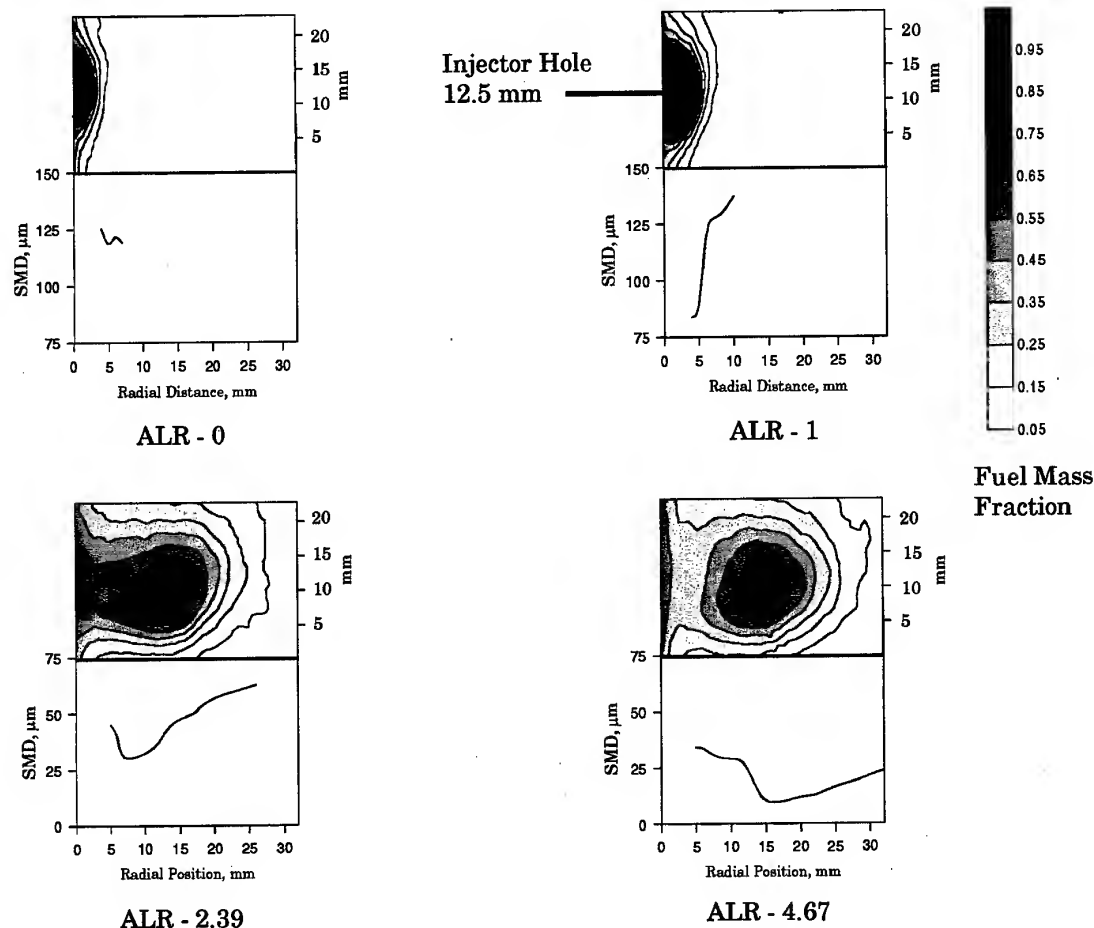 20
15
10
5
mm
150
125
100
75
SMD, μm
0 5 10 15 20 25 30
Radial Distance, mm
ALR - 0
Injector Hole
12.5 mm
20
15
10
5
mm
150
125
100
75
SMD, μm
0 5 10 15 20 25 30
Radial Distance, mm
ALR - 1
0.95
0.85
0.75
0.65
0.55
0.45
0.35
0.25
0.15
0.05
Fuel Mass
Fraction
20
15
10
5
mm
75
50
25
0
SMD, μm
0 5 10 15 20 25 30
Radial Position, mm
ALR - 2.39
20
15
10
5
mm
75
50
25
0
SMD, μm
0 5 10 15 20 25 30
Radial Position, mm
ALR - 4.67